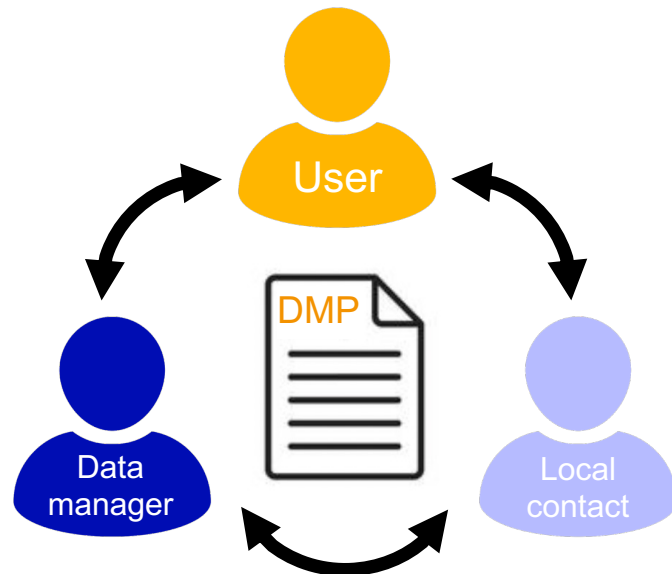 User
DMP
Data
manager
Local
contact